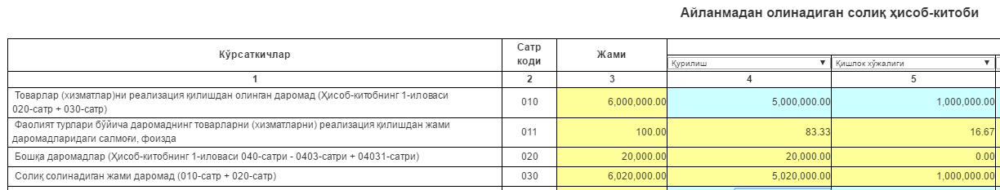 Айланмадан олинадиган солиқ ҳисоб-китоби
Кўрсаткичлар
Сатр
коди
Жами
Қурилиш
Қишлок хўжалиги
1 2 3 4 5
Товарлар (хизматлар)ни реализация қилишдан олинган даромад (Ҳисоб-китобнинг 1-иловаси
020-сатр + 030-сатр)
010 6,000,000.00 5,000,000.00 1,000,000.00
Фаолият турлари бўйича даромаднинг товарларни (хизматларни) реализация қилишдан жами
даромадларидаги салмоғи, фоизда
011 100.00 83.33 16.67
Бошқа даромадлар (Ҳисоб-китобнинг 1-иловаси 040-сатри - 0403-сатри + 04031-сатри) 020 20,000.00 20,000.00 0.00
Солиқ солинадиган жами даромад (010-сатр + 020-сатр) 030 6,020,000.00 5,020,000.00 1,000,000.00